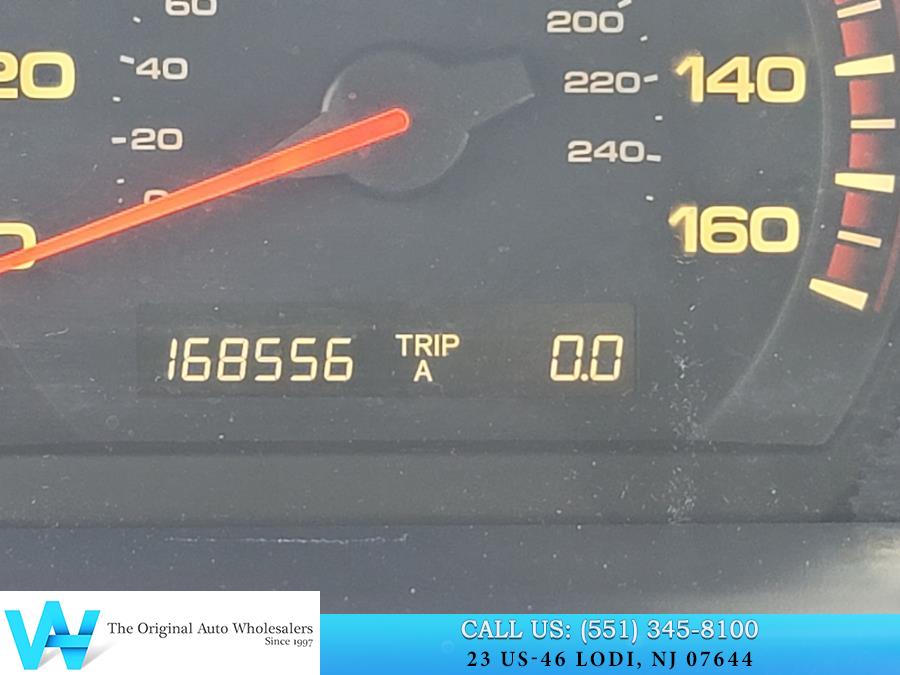 60
200
20
40
220
140
20
240
0
160
168556 TRIP A 0.0
The Original Auto Wholesalers
Since 1997
CALL US: (551) 345-8100
23 US-46 LODI, NJ 07644